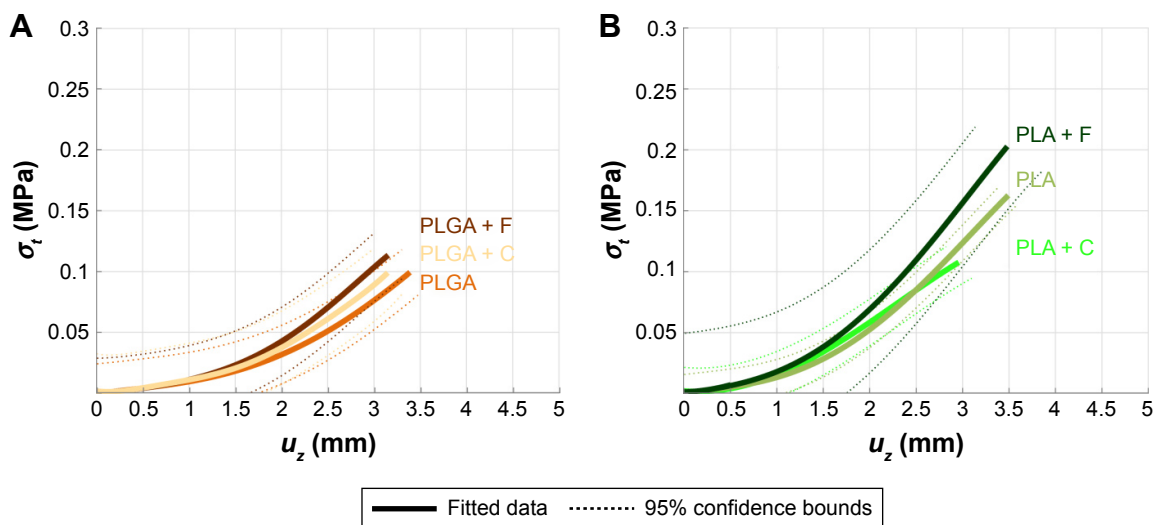 A
0.3
0.25
0.2
0.15
0.1
0.05
σt (MPa)
PLGA + F
PLGA + C
PLGA
0 0.5 1 1.5 2 2.5 3 3.5 4 4.5 5
uz (mm)
B
0.3
0.25
0.2
0.15
0.1
0.05
σt (MPa)
PLA + F
PLA
PLA + C
0 0.5 1 1.5 2 2.5 3 3.5 4 4.5 5
uz (mm)
Fitted data 95% confidence bounds